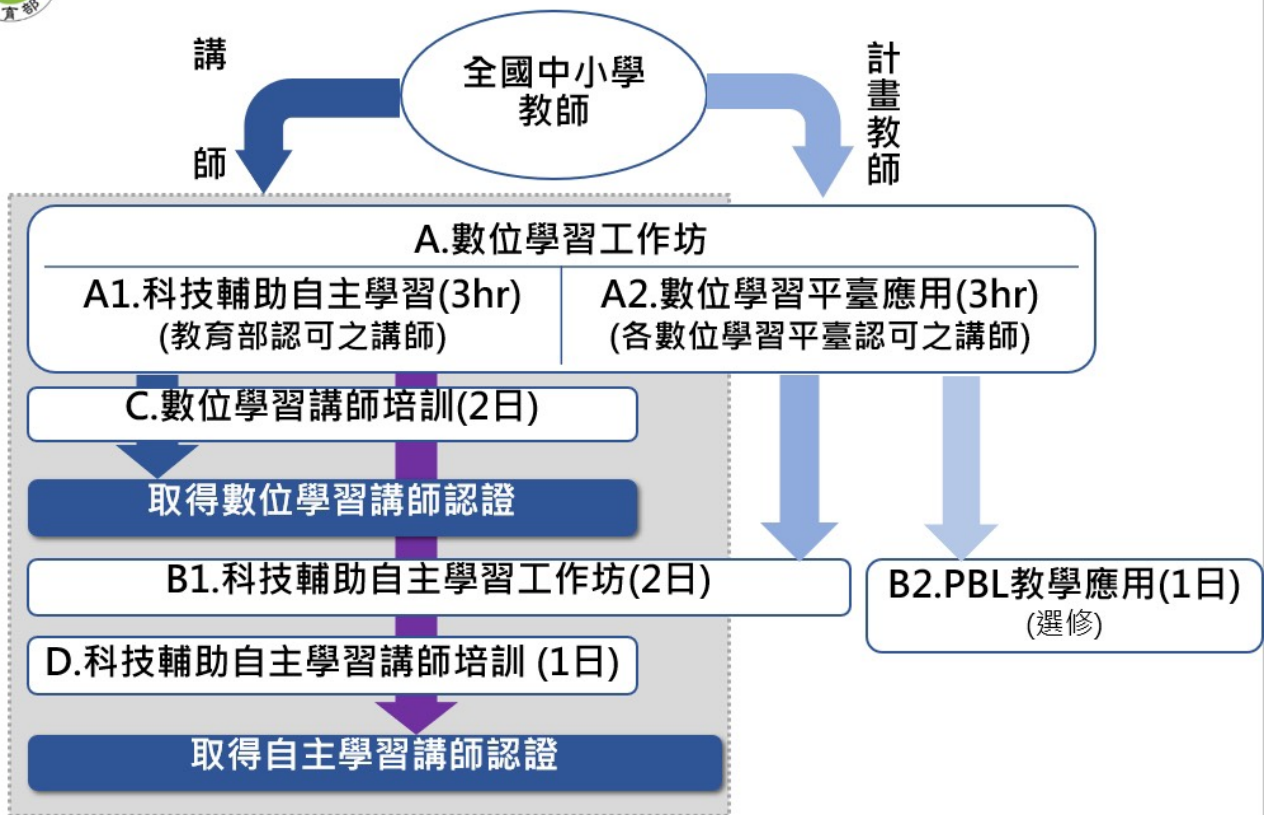 育部
全國中小學
教師
講師
計畫教師
A.數位學習工作坊
A1.科技輔助自主學習(3hr)
(教育部認可之講師)
A2.數位學習平臺應用(3hr)
(各數位學習平臺認可之講師)
C.數位學習講師培訓(2日)
取得數位學習講師認證
B1.科技輔助自主學習工作坊(2日)
B2.PBL教學應用(1日)
(選修)
D.科技輔助自主學習講師培訓 (1日)
取得自主學習講師認證